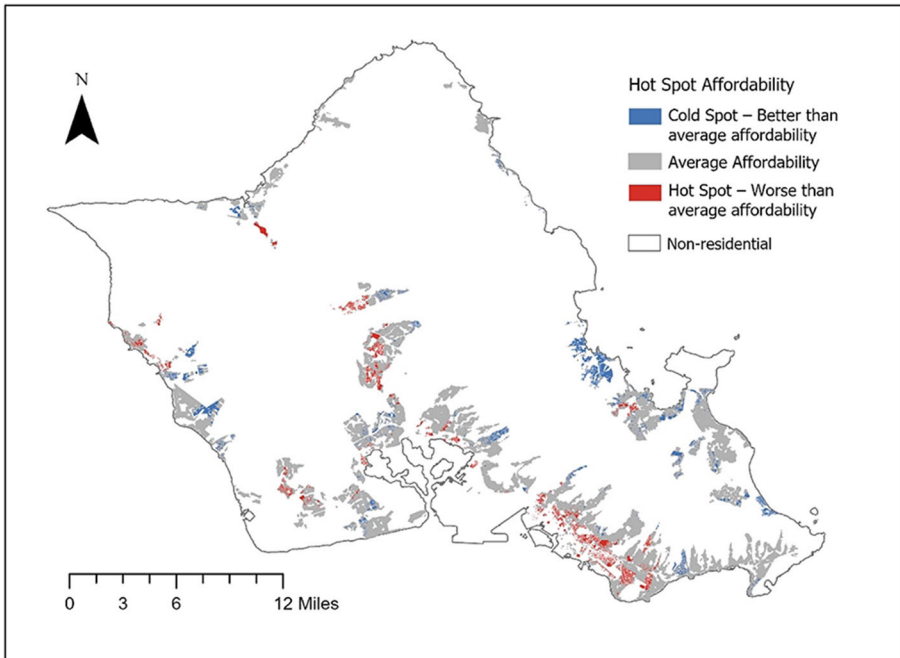 N
Hot Spot Affordability
Cold Spot – Better than
average affordability
Average Affordability
Hot Spot – Worse than
average affordability
Non-residential
0 3 6 12 Miles